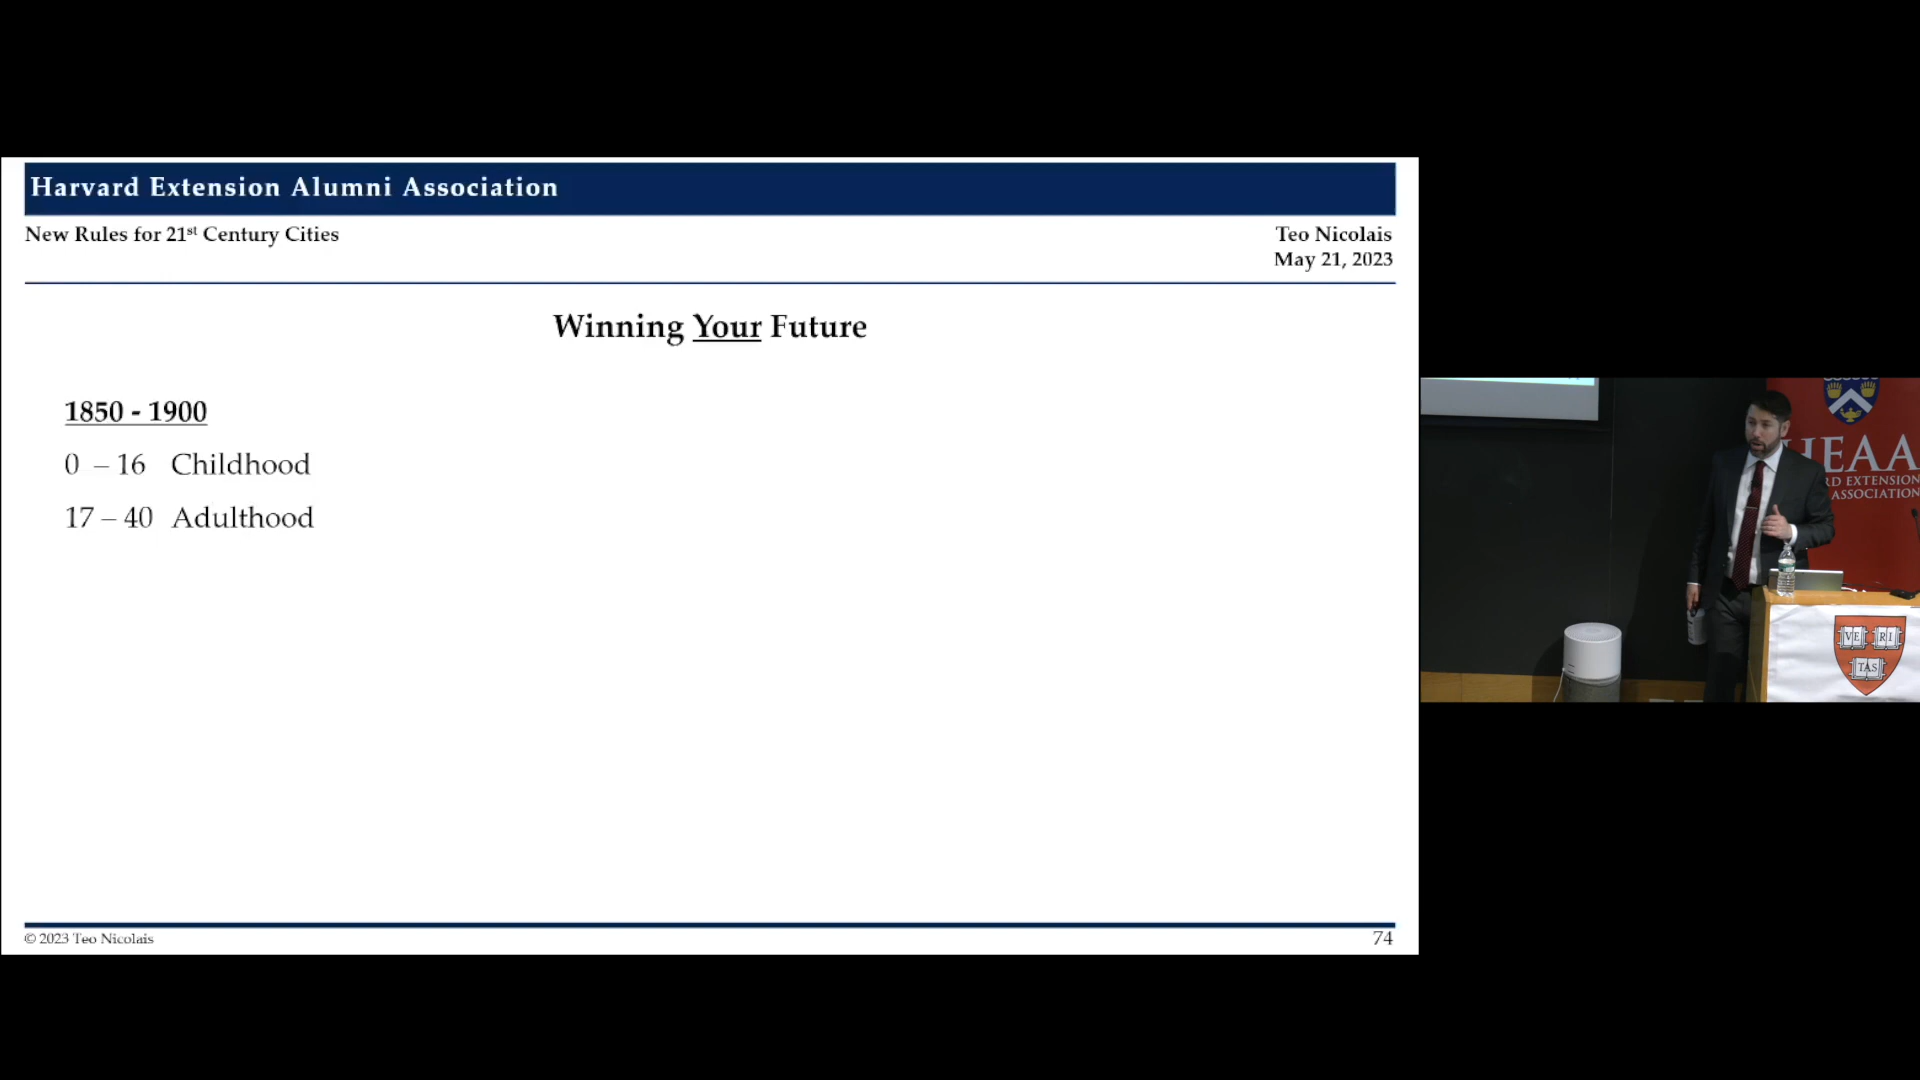 Harvard Extension Alumni Association
New Rules for 21st Century Cities
Teo Nicolais
May 21, 2023
Winning Your Future
1850 - 1900
0 – 16 Childhood
17 – 40 Adulthood
© 2023 Teo Nicolais
74
HEAA
RD EXTENSION
ASSOCIATION
VE RI
TAS